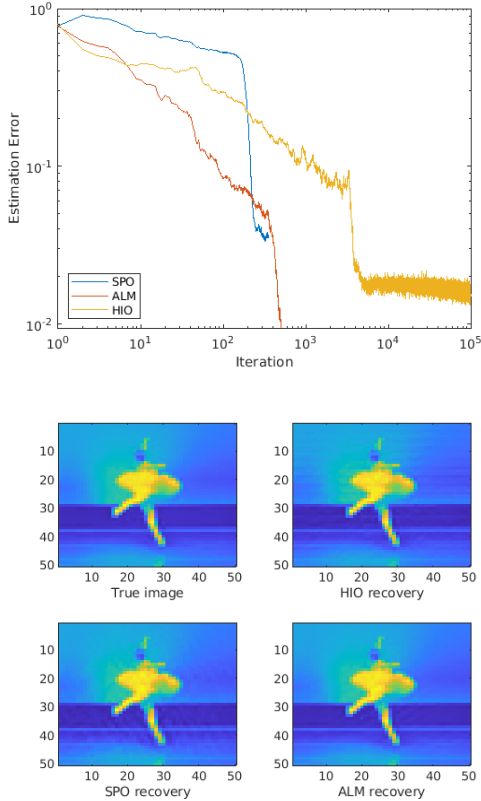 10^0
10^-1
10^-2
Estimation Error
SPO
ALM
HIO
10^0 10^1 10^2 10^3 10^4 10^5
Iteration
10
20
30
40
50
10 20 30 40 50
True image
10
20
30
40
50
10 20 30 40 50
HIO recovery
10
20
30
40
50
10 20 30 40 50
SPO recovery
10
20
30
40
50
10 20 30 40 50
ALM recovery